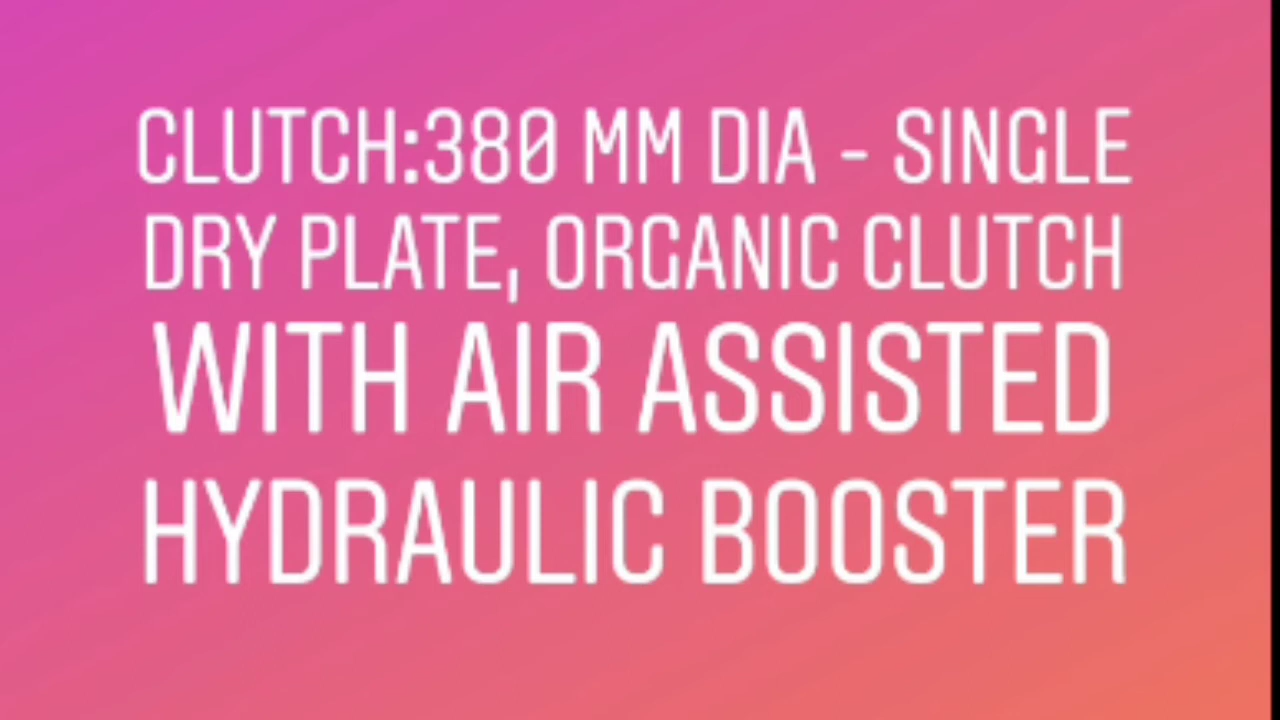 CLUTCH:380 MM DIA - SINGLE
DRY PLATE, ORGANIC CLUTCH
WITH AIR ASSISTED
HYDRAULIC BOOSTER